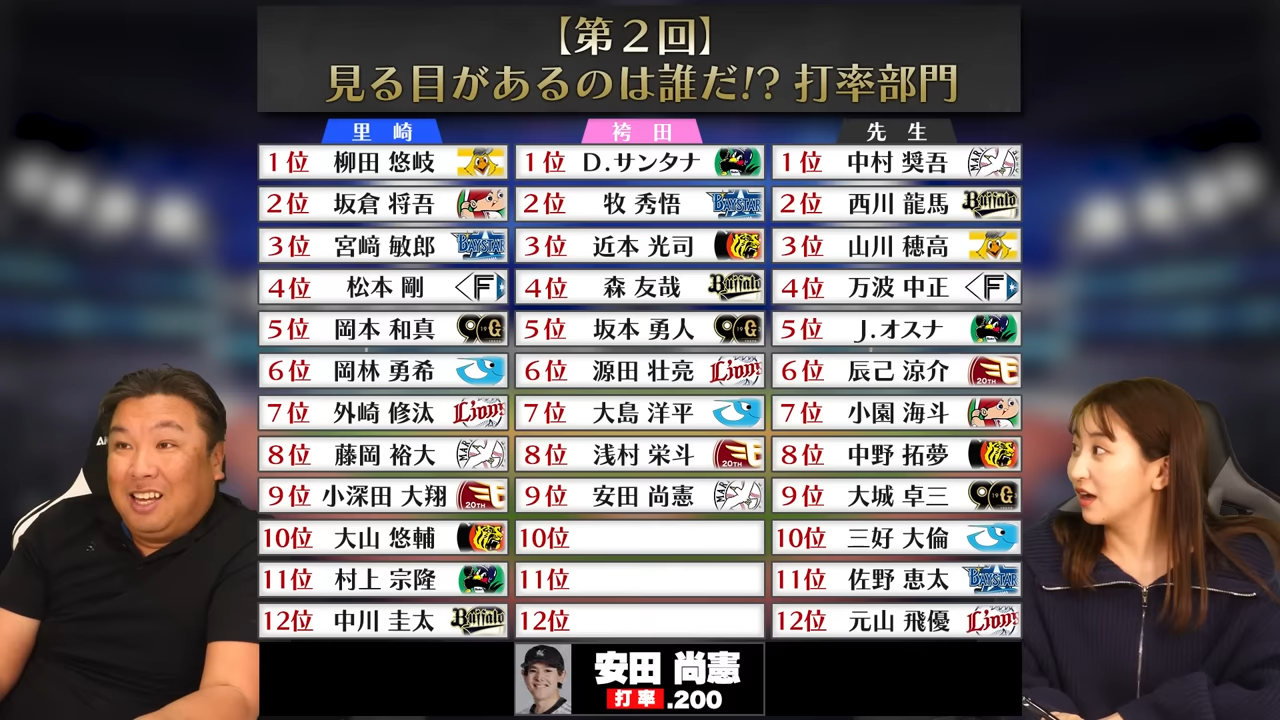 【第２回】
見る目があるのは誰だ!? 打率部門
里 崎
袴 田
先 生
1位 柳田 悠岐
1位 D.サンタナ
1位 中村 奨吾
2位 坂倉 将吾
2位 牧 秀悟
2位 西川 龍馬
3位 宮﨑 敏郎
3位 近本 光司
3位 山川 穂高
4位 松本 剛
4位 森 友哉
4位 万波 中正
5位 岡本 和真
5位 坂本 勇人
5位 J.オスナ
6位 岡林 勇希
6位 源田 壮亮
6位 辰己 涼介
7位 外崎 修汰
7位 大島 洋平
7位 小園 海斗
8位 藤岡 裕大
8位 浅村 栄斗
8位 中野 拓夢
9位 小深田 大翔
9位 安田 尚憲
9位 大城 卓三
10位 大山 悠輔
10位
10位 三好 大倫
11位 村上 宗隆
11位
11位 佐野 恵太
12位 中川 圭太
12位
12位 元山 飛優
安田 尚憲
打率 .200